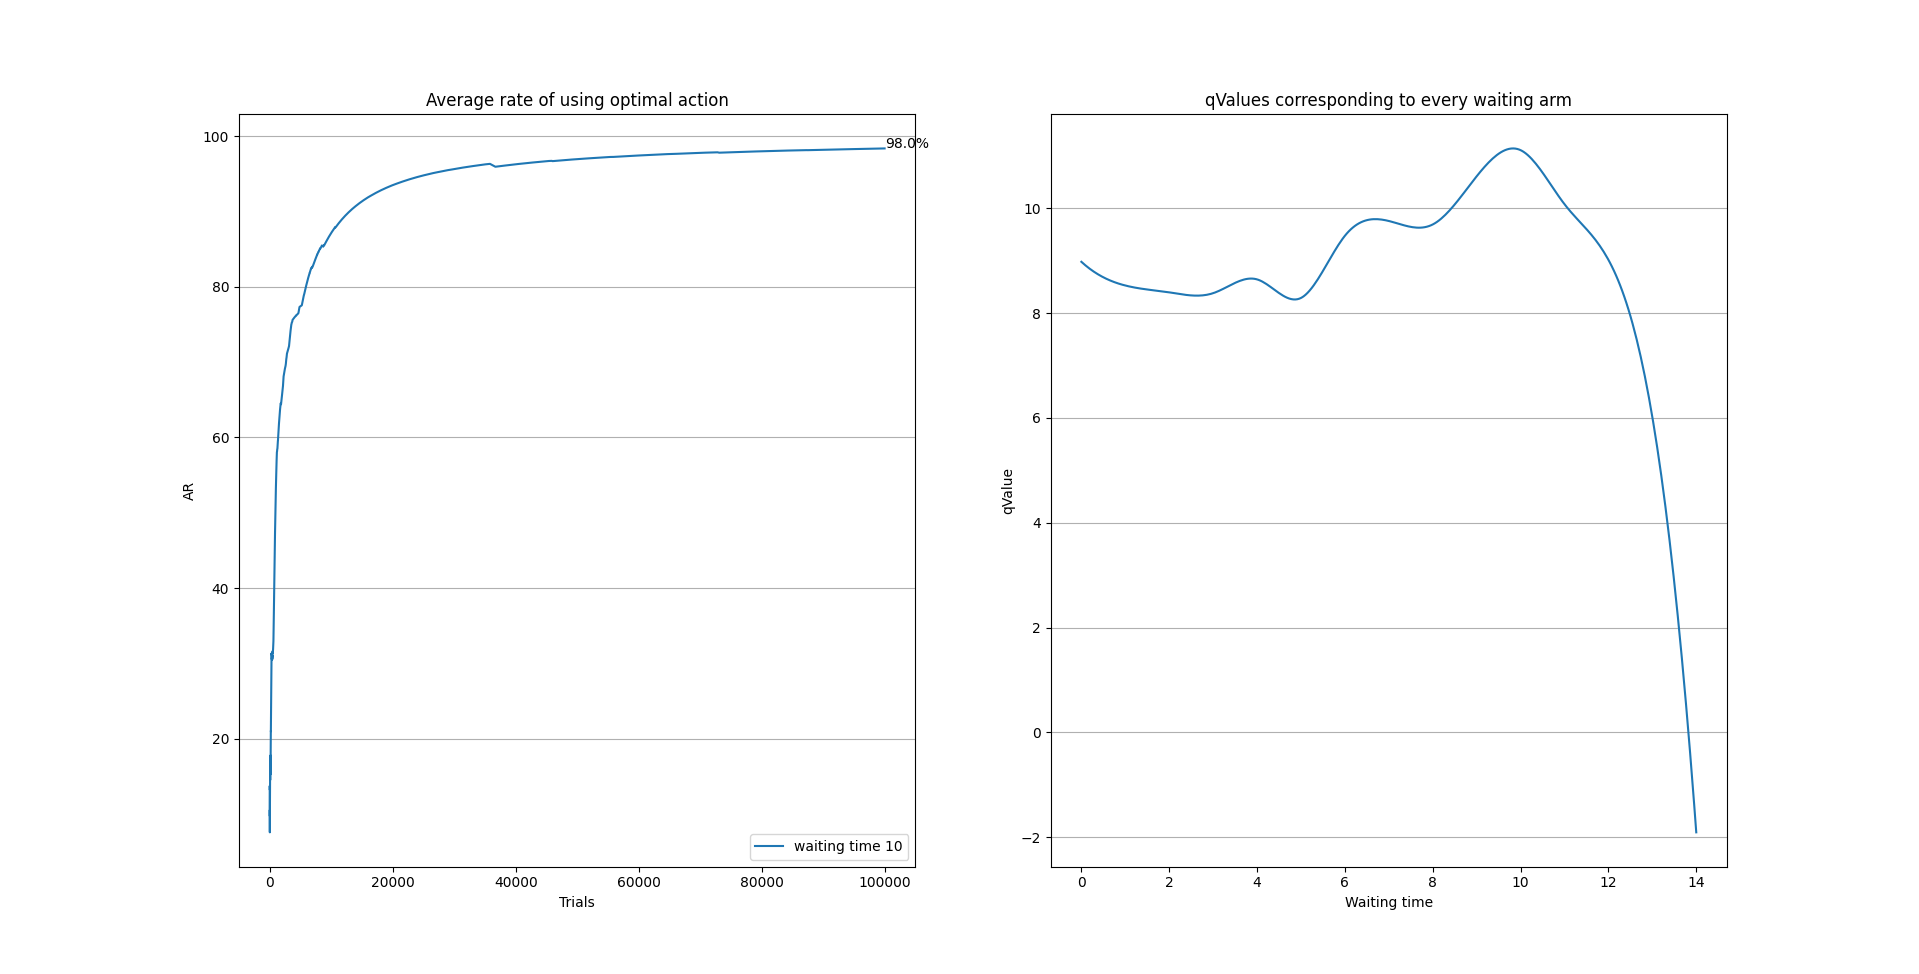 Average rate of using optimal action
100
80
60
40
20
AR
98.0%
waiting time 10
0 20000 40000 60000 80000 100000
Trials
qValues corresponding to every waiting arm
10
8
6
4
2
0
−2
qValue
0 2 4 6 8 10 12 14
Waiting time